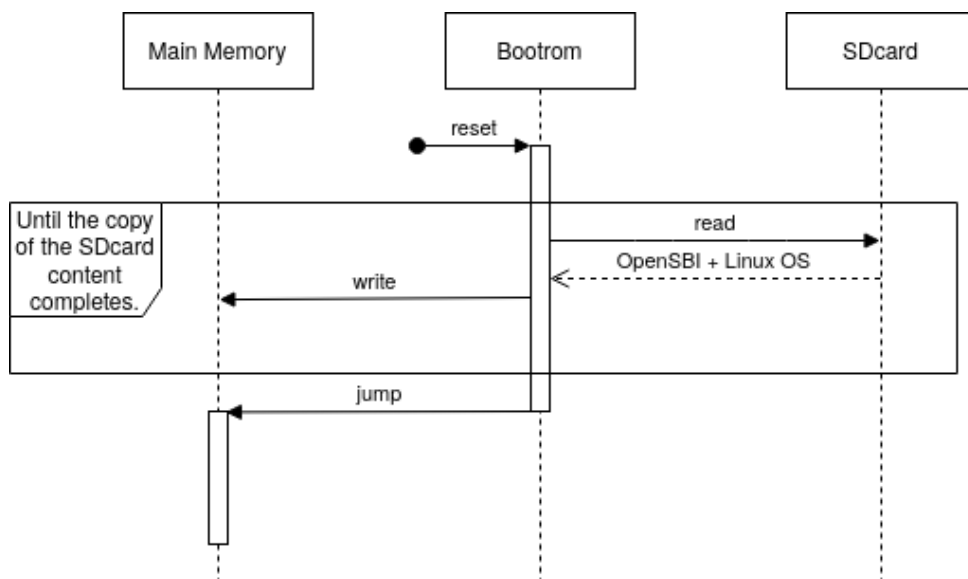 Main Memory
Bootrom
SDcard
reset
Until the copy
of the SDcard
content
completes.
read
OpenSBI + Linux OS
write
jump